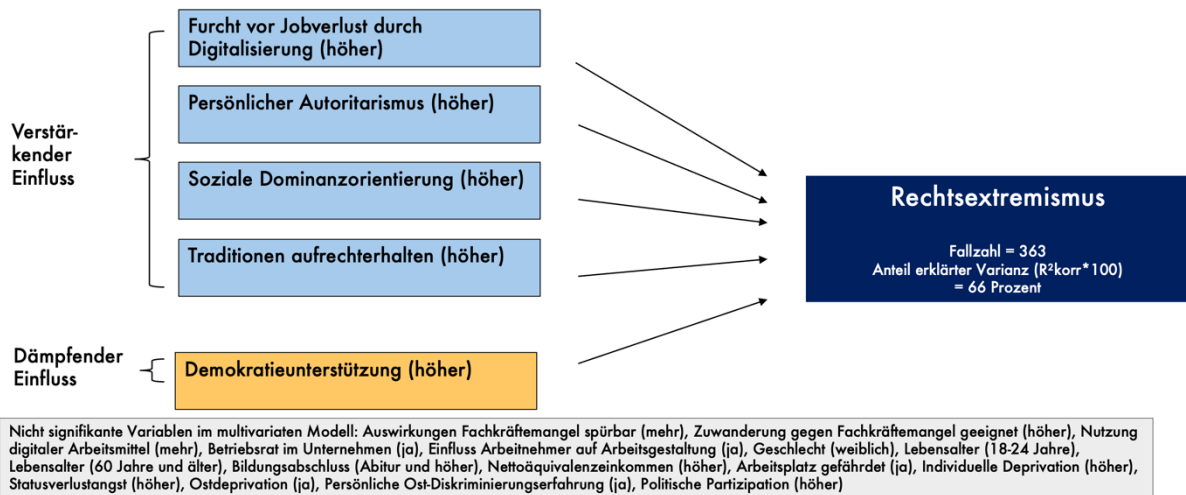 Furcht vor Jobverlust durch
Digitalisierung (höher)
Persönlicher Autoritarismus (höher)
Verstär-
kender
Einfluss
Soziale Dominanzorientierung (höher)
Traditionen aufrechterhalten (höher)
Rechtsextremismus
Fallzahl = 363
Anteil erklärter Varianz (R²korr*100)
= 66 Prozent
Dämpfender
Einfluss
Demokratieunterstützung (höher)
Nicht signifikante Variablen im multivariaten Modell: Auswirkungen Fachkräftemangel spürbar (mehr), Zuwanderung gegen Fachkräftemangel geeignet (höher), Nutzung
digitaler Arbeitsmittel (mehr), Betriebsrat im Unternehmen (ja), Einfluss Arbeitnehmer auf Arbeitsgestaltung (ja), Geschlecht (weiblich), Lebensalter (18-24 Jahre),
Lebensalter (60 Jahre und älter), Bildungsabschluss (Abitur und höher), Nettoäquivalenzeinkommen (höher), Arbeitsplatz gefährdet (ja), Individuelle Deprivation (höher),
Statusverlustangst (höher), Ostdeprivation (ja), Persönliche Ost-Diskriminierungserfahrung (ja), Politische Partizipation (höher)